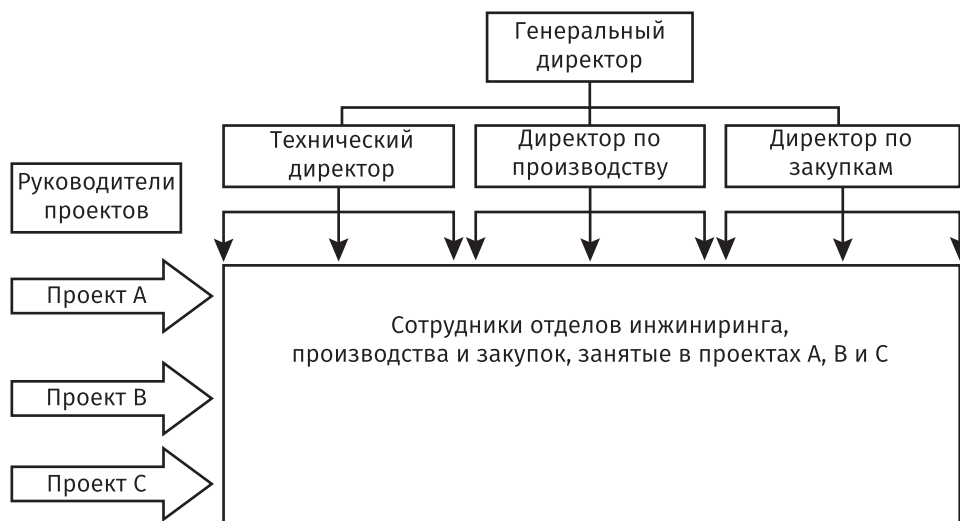 Генеральный
директор
Технический
директор
Директор по
производству
Директор по
закупкам
Руководители
проектов
Проект А
Проект В
Проект С
Сотрудники отделов инжиниринга,
производства и закупок, занятые в проектах А, В и С